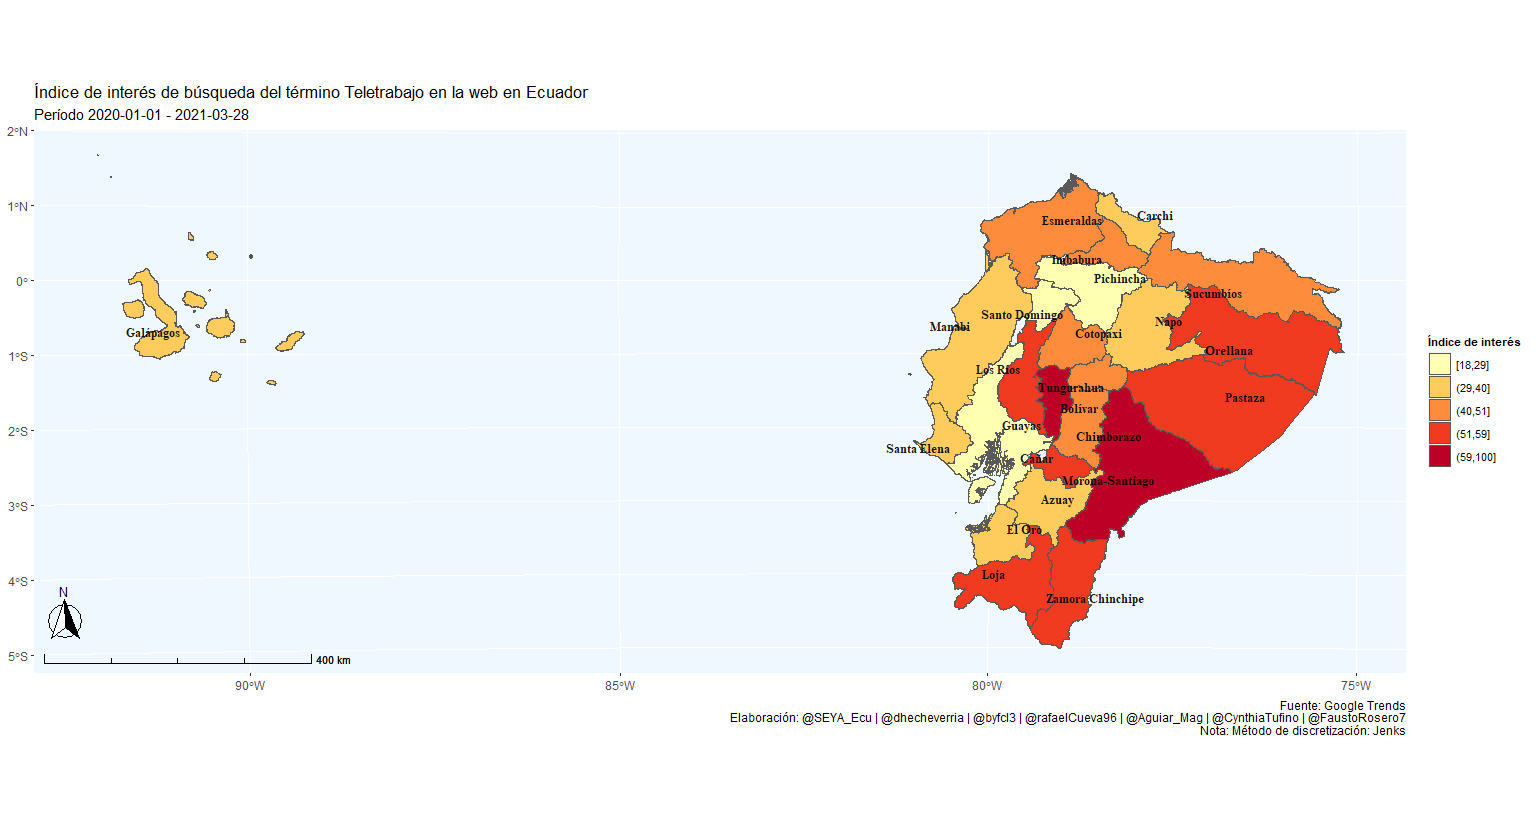 Índice de interés de búsqueda del término Teletrabajo en la web en Ecuador
Período 2020-01-01 - 2021-03-28
2°N
1°N
0°
1°S
2°S
3°S
4°S
5°S
90°W
85°W
80°W
75°W
Galápagos
Esmeraldas
Carchi
Imbabura
Pichincha
Sucumbíos
Santo Domingo
Manabí
Napo
Cotopaxi
Orellana
Los Ríos
Tungurahua
Pastaza
Bolívar
Guayas
Chimborazo
Santa Elena
Cañar
Morona-Santiago
Azuay
El Oro
Loja
Zamora Chinchipe
N
400 km
Índice de interés
[18,29]
(29,40]
(40,51]
(51,59]
(59,100]
Fuente: Google Trends
Elaboración: @SEYA_Ecu | @dhecheverria | @byfcl3 | @rafaelCueva96 | @Aguiar_Mag | @CynthiaTufino | @FaustoRosero7
Nota: Método de discretización: Jenks